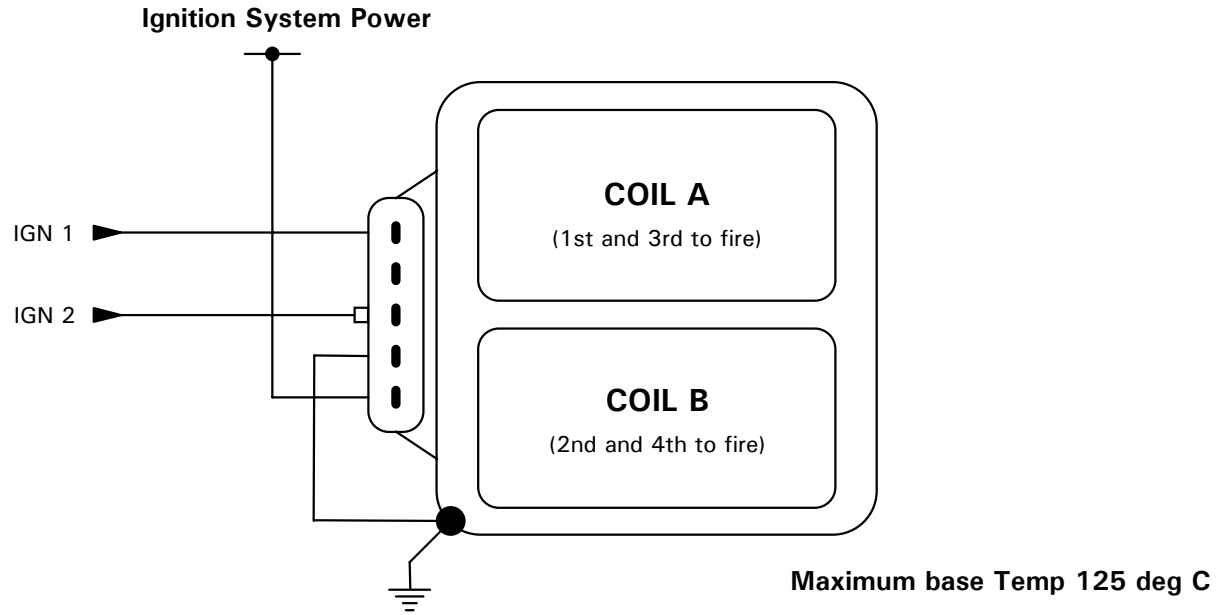 Ignition System Power
COIL A
(1st and 3rd to fire)
IGN 1
IGN 2
COIL B
(2nd and 4th to fire)
Maximum base Temp 125 deg C